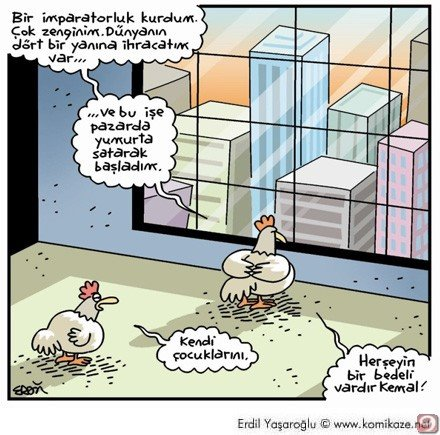 Bir imparatorluk kurdum.
Çok zenginim. Dünyanın
dört bir yanına ihracatım
var...
...ve bu işe
pazarda
yumurta
satarak
başladım.
Kendi
çocuklarını.
Herşeyin
bir bedeli
vardır Kemal!
ERDİL
Erdil Yaşaroğlu © www.komikaze.net